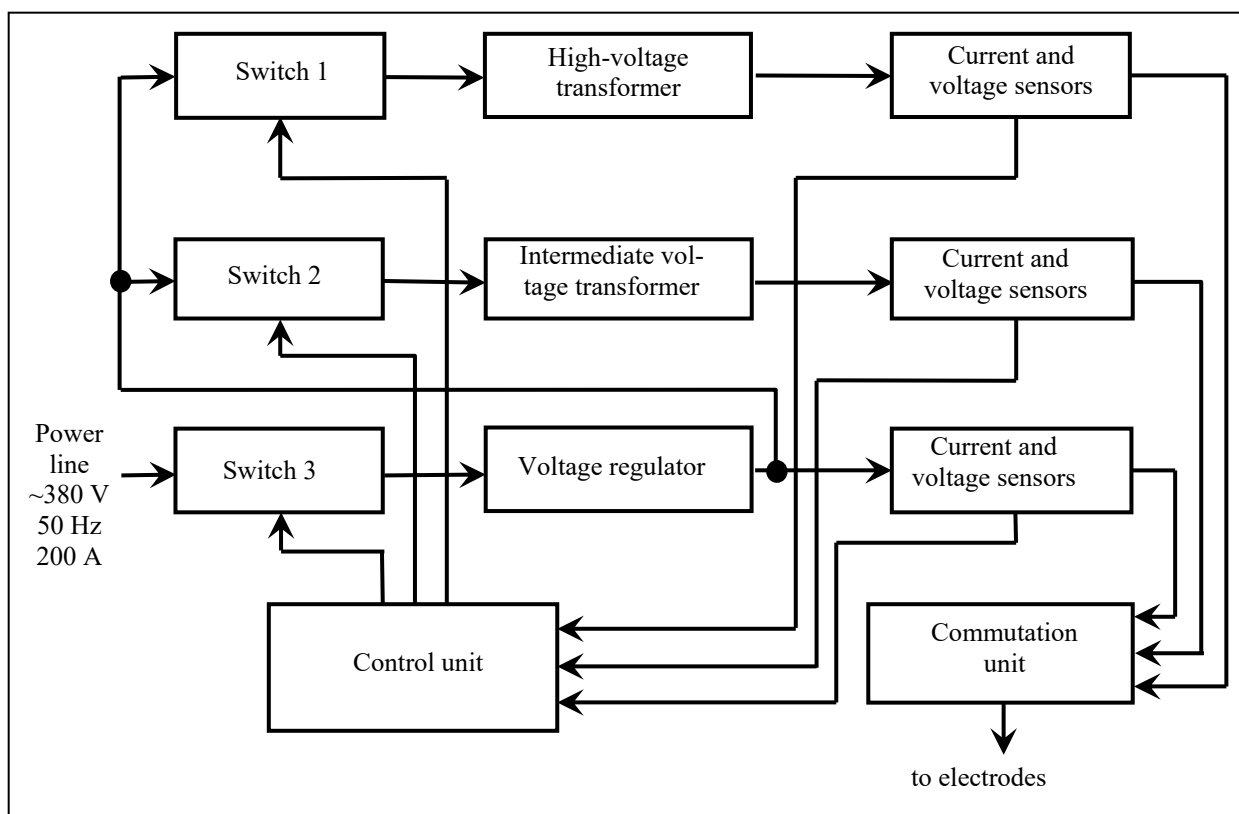 Switch 1
High-voltage
transformer
Current and
voltage sensors
Switch 2
Intermediate vol-
tage transformer
Current and
voltage sensors
Power
line
~380 V
50 Hz
200 A
Switch 3
Voltage regulator
Current and
voltage sensors
Control unit
Commutation
unit
to electrodes